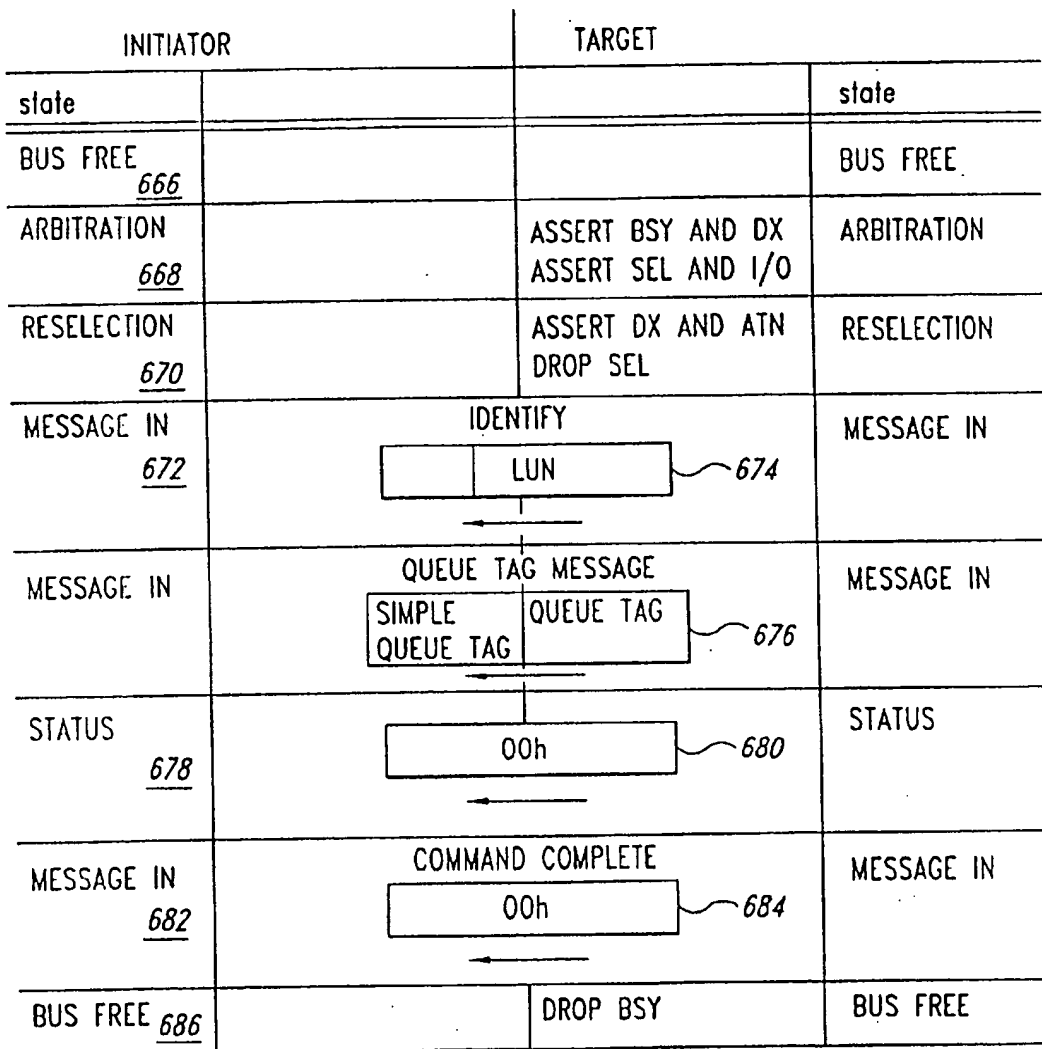 INITIATOR TARGET
state state
BUS FREE 666 BUS FREE
ARBITRATION 668 ASSERT BSY AND DX ARBITRATION
ASSERT SEL AND I/O
RESELECTION 670 ASSERT DX AND ATN RESELECTION
DROP SEL
MESSAGE IN 672 IDENTIFY MESSAGE IN
LUN 674
MESSAGE IN QUEUE TAG MESSAGE MESSAGE IN
SIMPLE QUEUE TAG
QUEUE TAG 676
STATUS 678 STATUS
00h 680
MESSAGE IN 682 COMMAND COMPLETE MESSAGE IN
00h 684
BUS FREE 686 DROP BSY BUS FREE